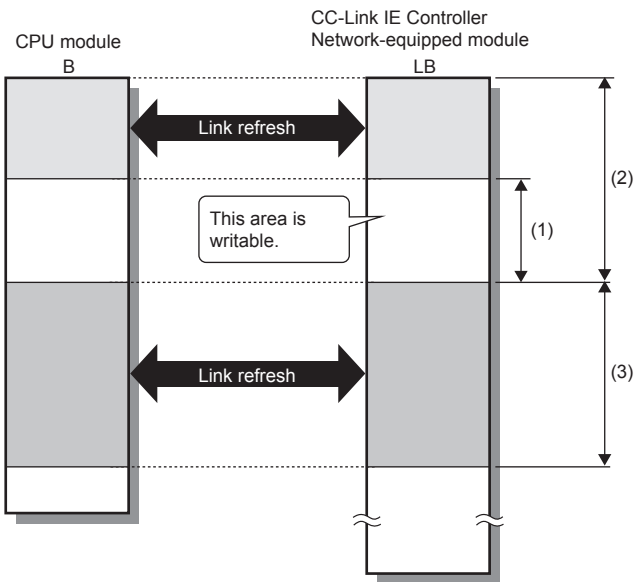 CC-Link IE Controller
Network-equipped module
CPU module
B
LB
Link refresh
(2)
This area is
writable.
(1)
Link refresh
(3)